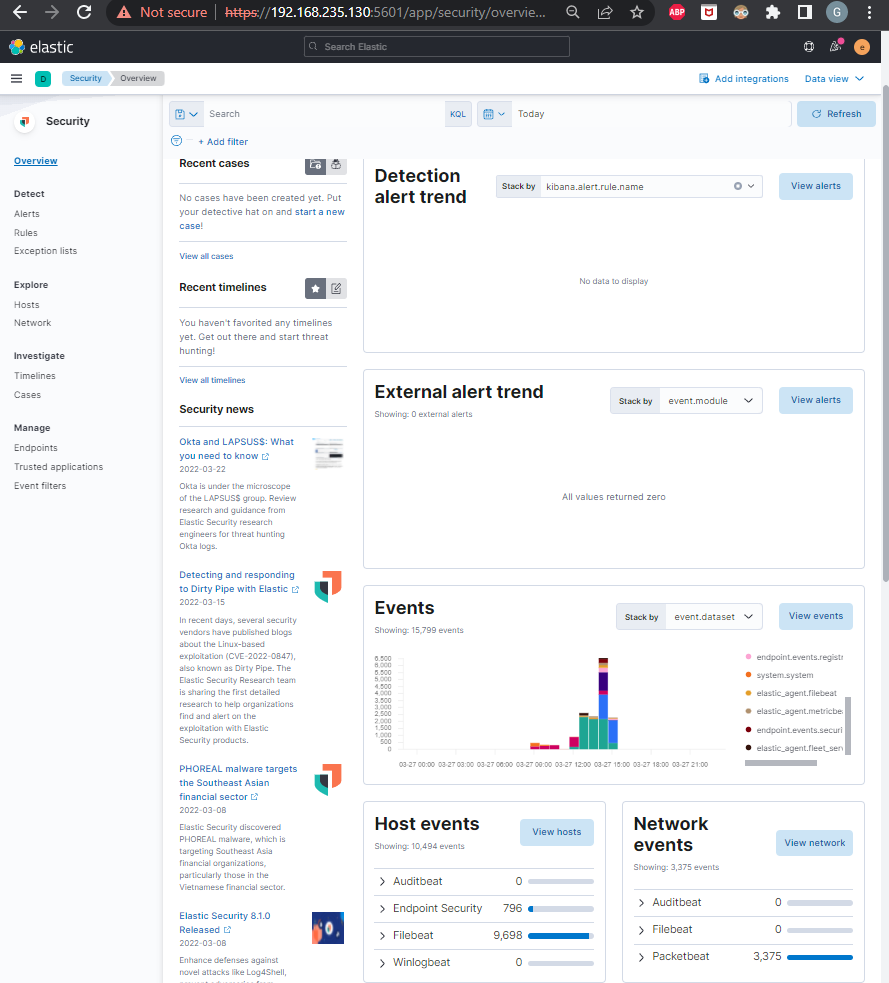 Not secure https://192.168.235.130:5601/app/security/overvie...
ABP
G
elastic
Search Elastic
e
D
Security
Overview
Add integrations
Data view
Security
Overview
Detect
Alerts
Rules
Exception lists
Explore
Hosts
Network
Investigate
Timelines
Cases
Manage
Endpoints
Trusted applications
Event filters
Search
KQL
Today
Refresh
+ Add filter
Recent cases
No cases have been created yet. Put
your detective hat on and start a new
case!
View all cases
Recent timelines
You haven't favorited any timelines
yet. Get out there and start threat
hunting!
View all timelines
Security news
Okta and LAPSUS$: What
you need to know
2022-03-22
Okta is under the microscope
of the LAPSUS$ group. Review
research and guidance from
Elastic Security research
engineers for threat hunting
Okta logs.
Detecting and responding
to Dirty Pipe with Elastic
2022-03-15
In recent days, several security
vendors have published blogs
about the Linux-based
exploitation (CVE-2022-0847),
also known as Dirty Pipe. The
Elastic Security Research team
is sharing the first detailed
research to help organizations
find and alert on the
exploitation with Elastic
Security products.
PHOREAL malware targets
the Southeast Asian
financial sector
2022-03-08
Elastic Security discovered
PHOREAL malware, which is
targeting Southeast Asia
financial organizations,
particularly those in the
Vietnamese financial sector.
Elastic Security 8.1.0
Released
2022-03-08
Enhance defenses against
novel attacks like Log4Shell,
Detection
alert trend
Stack by
kibana.alert.rule.name
View alerts
No data to display
External alert trend
Showing: 0 external alerts
Stack by
event.module
View alerts
All values returned zero
Events
Showing: 15,799 events
Stack by
event.dataset
View events
6,500
6,000
5,500
5,000
4,500
4,000
3,500
3,000
2,500
2,000
1,500
1,000
500
0
03-27 00:00 03-27 03:00 03-27 06:00 03-27 09:00 03-27 12:00 03-27 15:00 03-27 18:00 03-27 21:00
endpoint.events.registr
system.system
elastic_agent.filebeat
elastic_agent.metricbe
endpoint.events.securi
elastic_agent.fleet_serv
Host events
Showing: 10,494 events
View hosts
Auditbeat 0
Endpoint Security 796
Filebeat 9,698
Winlogbeat 0
Network
events
Showing: 3,375 events
View network
Auditbeat 0
Filebeat 0
Packetbeat 3,375